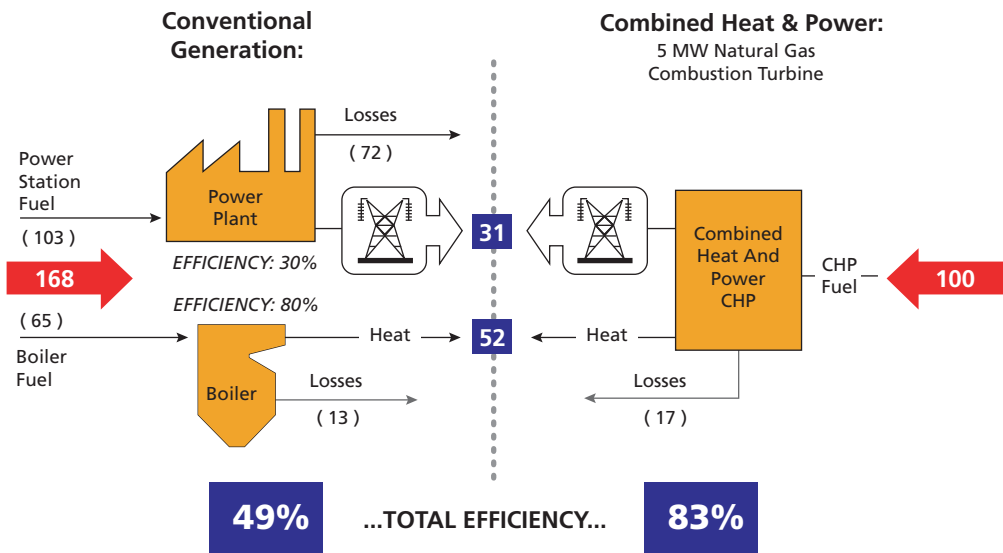 Conventional
Generation:
Combined Heat & Power:
5 MW Natural Gas
Combustion Turbine
Losses
( 72 )
Power
Station
Fuel
( 103 )
Power
Plant
31
Combined
Heat And
Power
CHP
CHP
Fuel
168
100
EFFICIENCY: 30%
EFFICIENCY: 80%
( 65 )
Boiler
Fuel
Heat
52
Heat
Boiler
Losses
( 13 )
Losses
( 17 )
49%
...TOTAL EFFICIENCY...
83%